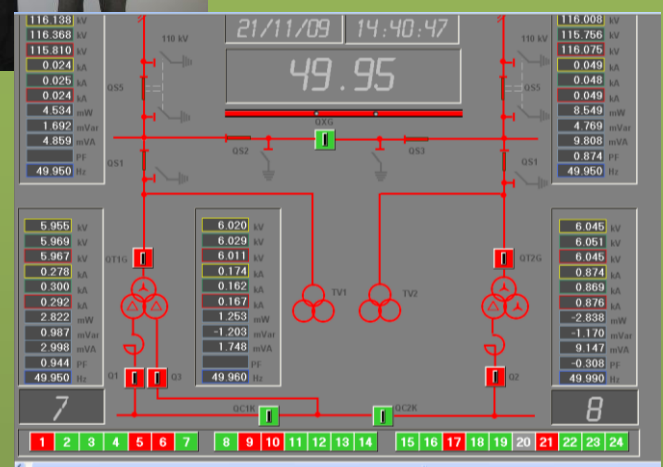 116.138 kV
116.368 kV
115.810 kV
0.024 kA
0.025 kA
0.024 kA
4.534 mW
1.692 mVar
4.859 mVA
PF
49.950 Hz
110 kV
QS5
QS1
21/11/09 14:40:47
49.95
QXG
QS2
QS3
110 kV
QS5
QS1
116.008 kV
115.756 kV
116.075 kV
0.049 kA
0.048 kA
0.049 kA
8.549 mW
4.769 mVar
9.808 mVA
0.874 PF
49.950 Hz
5.955 kV
5.969 kV
5.967 kV
0.278 kA
0.300 kA
0.292 kA
2.822 mW
0.987 mVar
2.998 mVA
0.944 PF
49.950 Hz
7
QT1G
Q1
Q3
6.020 kV
6.029 kV
6.011 kV
0.174 kA
0.162 kA
0.167 kA
1.253 mW
-1.203 mVar
1.748 mVA
PF
49.960 Hz
TV1
TV2
QT2G
Q2
6.045 kV
6.051 kV
6.045 kV
0.874 kA
0.869 kA
0.876 kA
-2.838 mW
-1.170 mVar
9.147 mVA
-0.308 PF
49.990 Hz
8
QC1K
QC2K
1 2 3 4 5 6 7 8 9 10 11 12 13 14 15 16 17 18 19 20 21 22 23 24